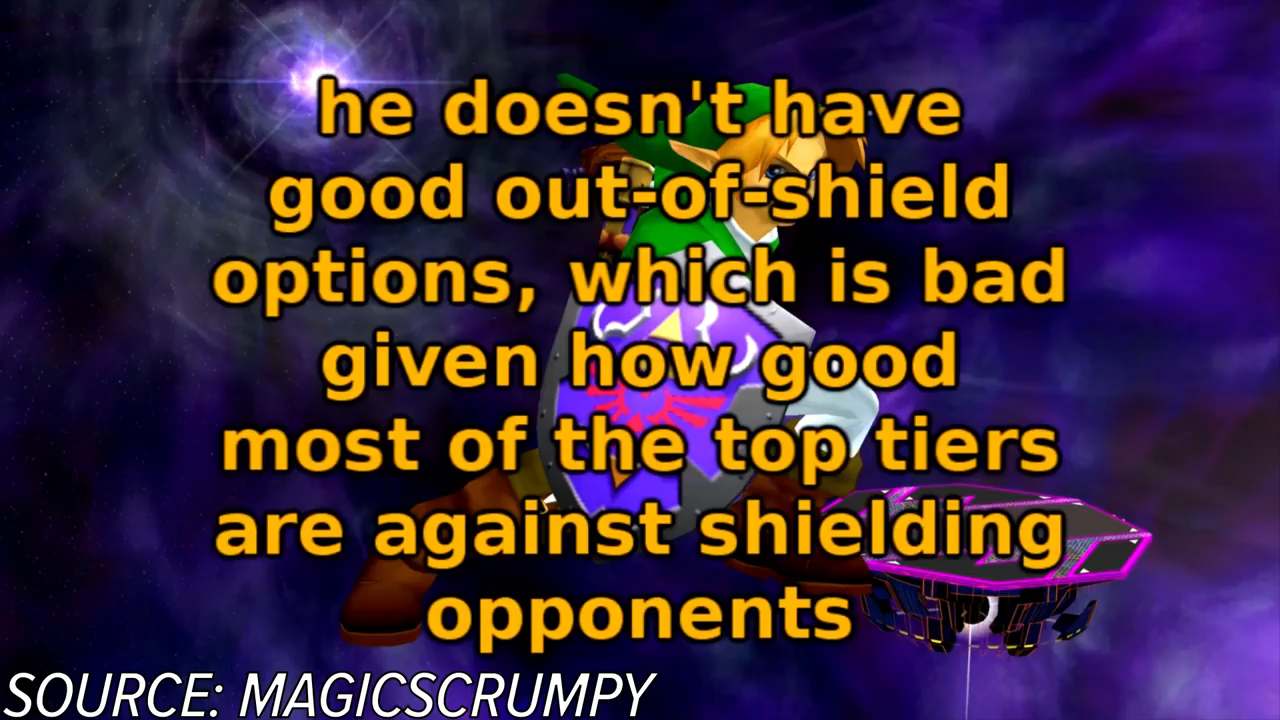 he doesn't have
good out-of-shield
options, which is bad
given how good
most of the top tiers
are against shielding
opponents
SOURCE: MAGICSCRUMPY